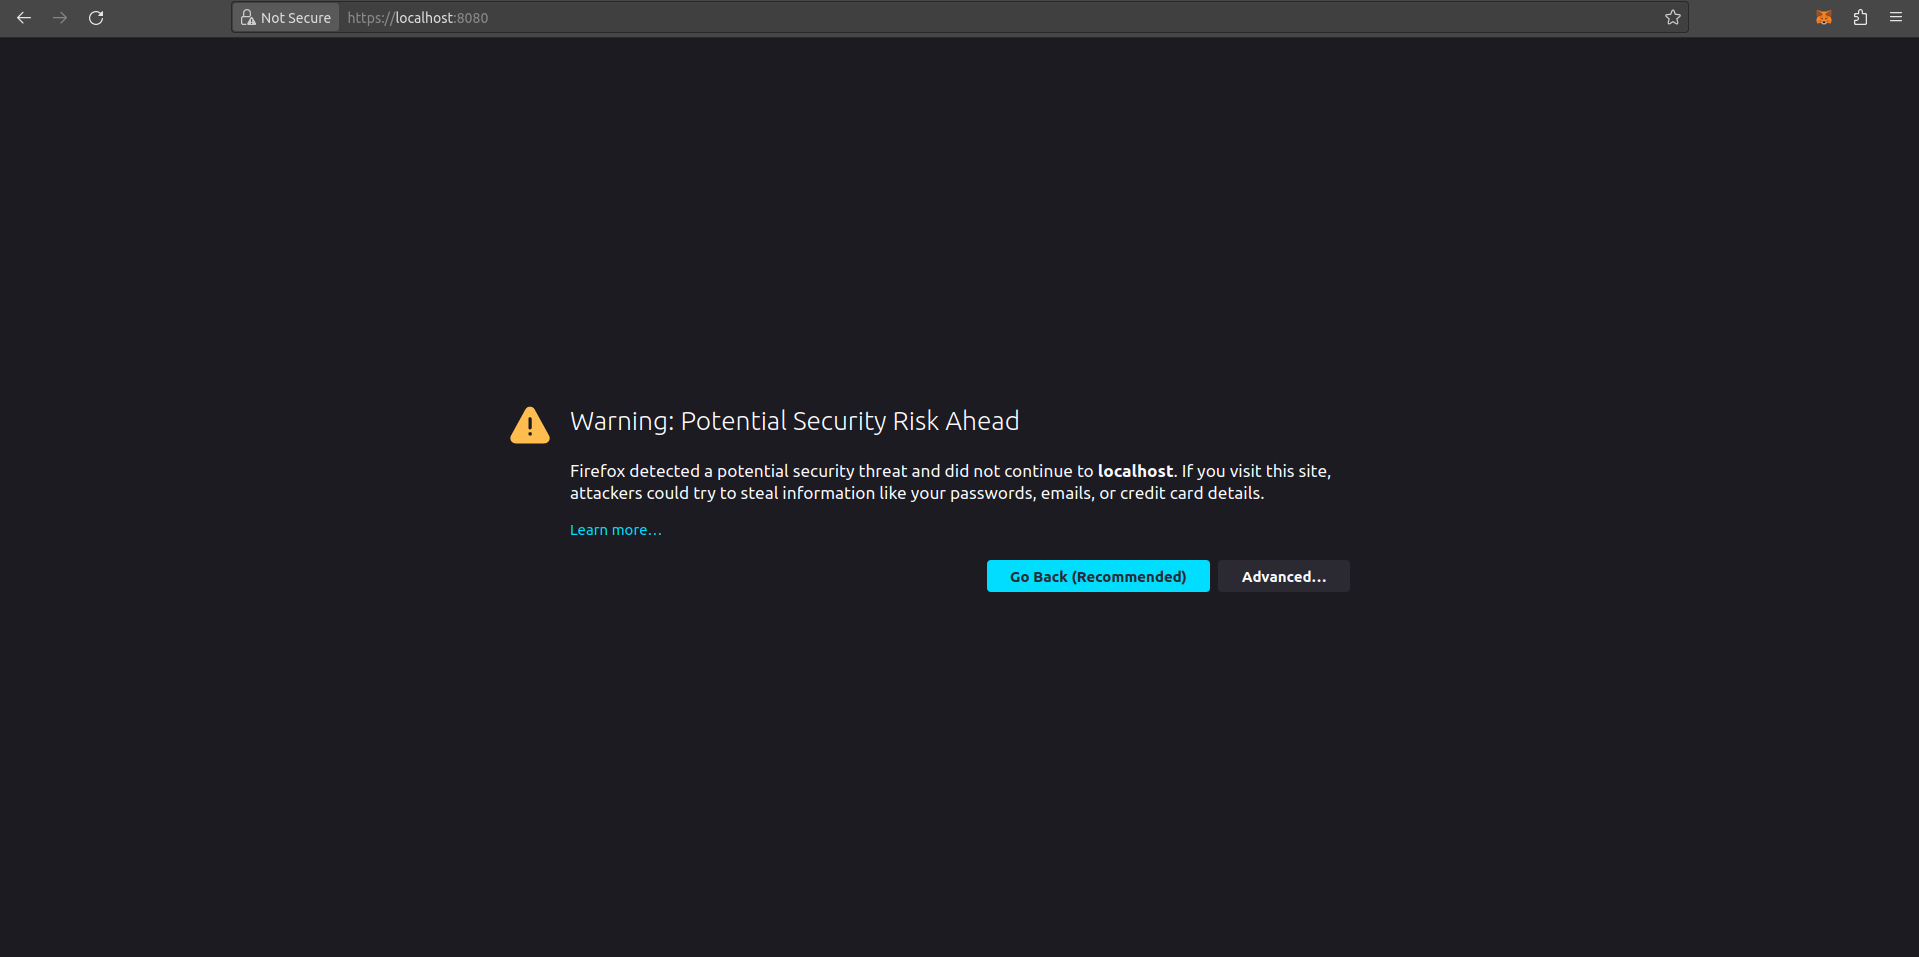 Not Secure https://localhost:8080
Warning: Potential Security Risk Ahead
Firefox detected a potential security threat and did not continue to localhost. If you visit this site,
attackers could try to steal information like your passwords, emails, or credit card details.
Learn more…
Go Back (Recommended) Advanced…